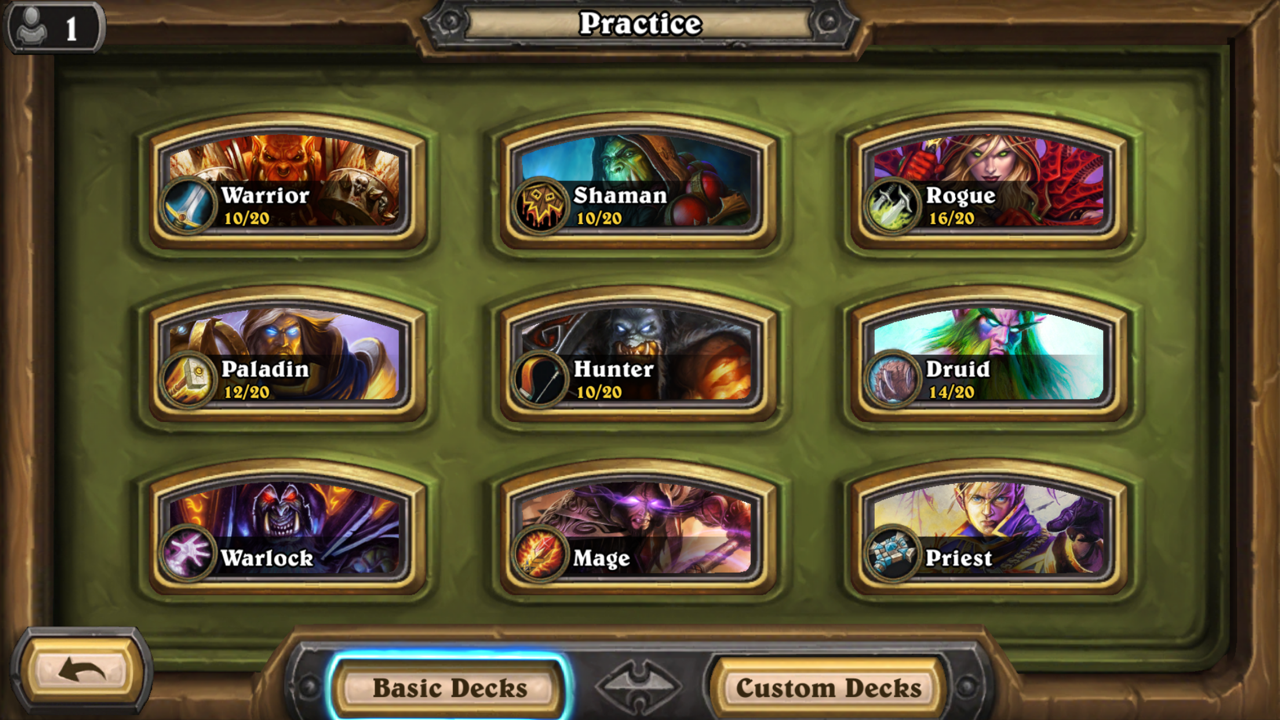 1
Practice
Warrior
10/20
Shaman
10/20
Rogue
16/20
Paladin
12/20
Hunter
10/20
Druid
14/20
Warlock
Mage
Priest
Basic Decks
Custom Decks